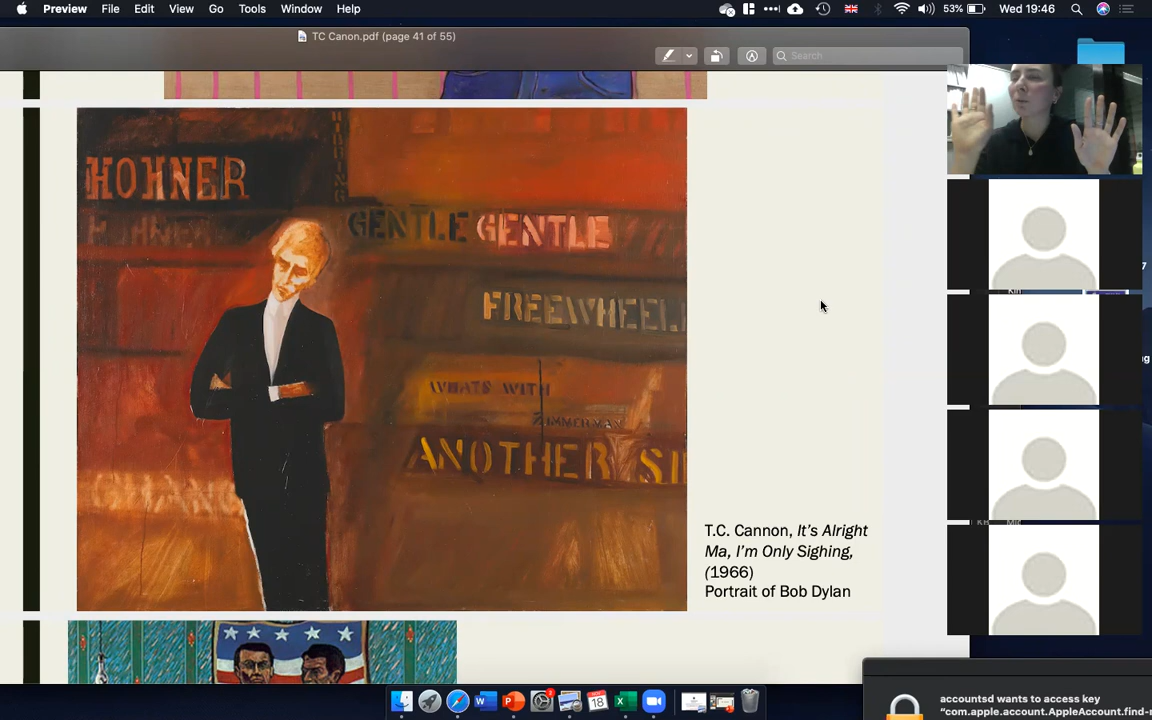 Preview File Edit View Go Tools Window Help 53% Wed 19:46
TC Canon.pdf (page 41 of 55)
Search
HOHNER
GENTLE GENTLE
FREEWHEEL
WHATS WITH
ZIMMERMAN
ANOTHER SI
T.C. Cannon, It's Alright
Ma, I'm Only Sighing,
(1966)
Portrait of Bob Dylan
MAY
18
accountsd wants to access key
“com.apple.account.AppleAccount.find-